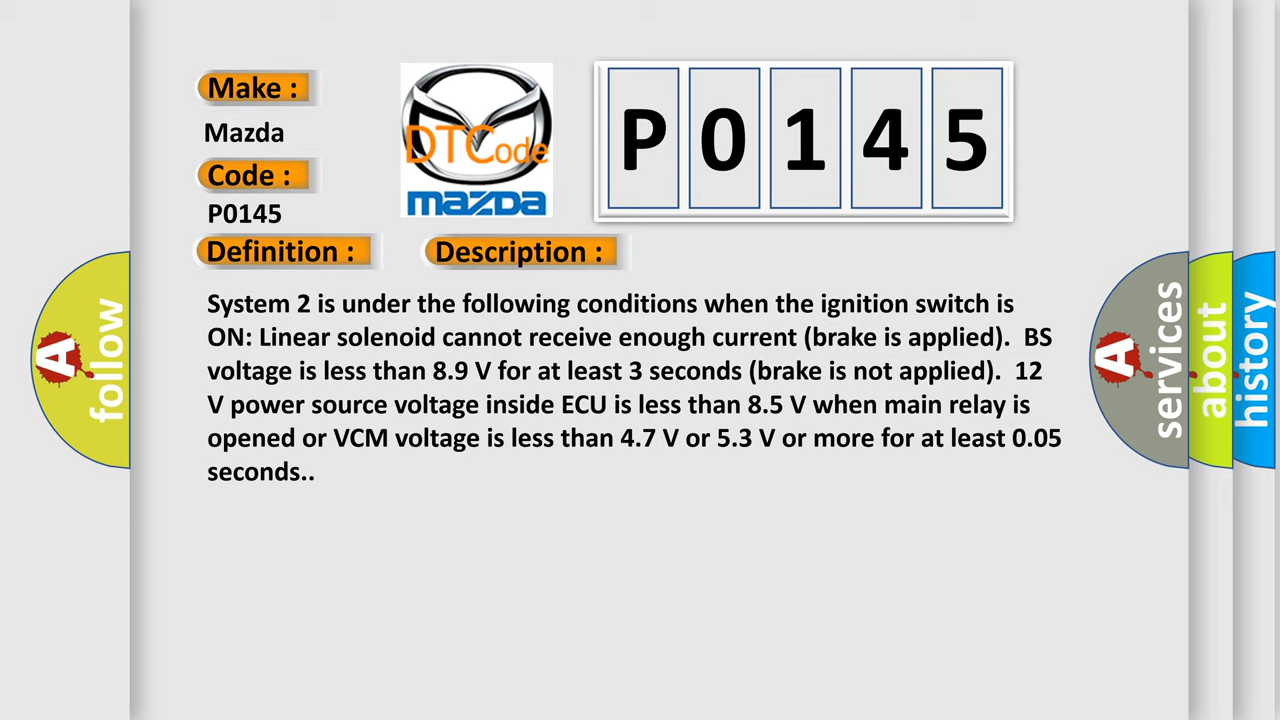 Make :
Mazda
Code :
P0145
DTCode
mazda
P0145
Definition :
Description :
System 2 is under the following conditions when the ignition switch is
ON: Linear solenoid cannot receive enough current (brake is applied). BS
voltage is less than 8.9 V for at least 3 seconds (brake is not applied). 12
V power source voltage inside ECU is less than 8.5 V when main relay is
opened or VCM voltage is less than 4.7 V or 5.3 V or more for at least 0.05
seconds..
A follow
A services
about
history